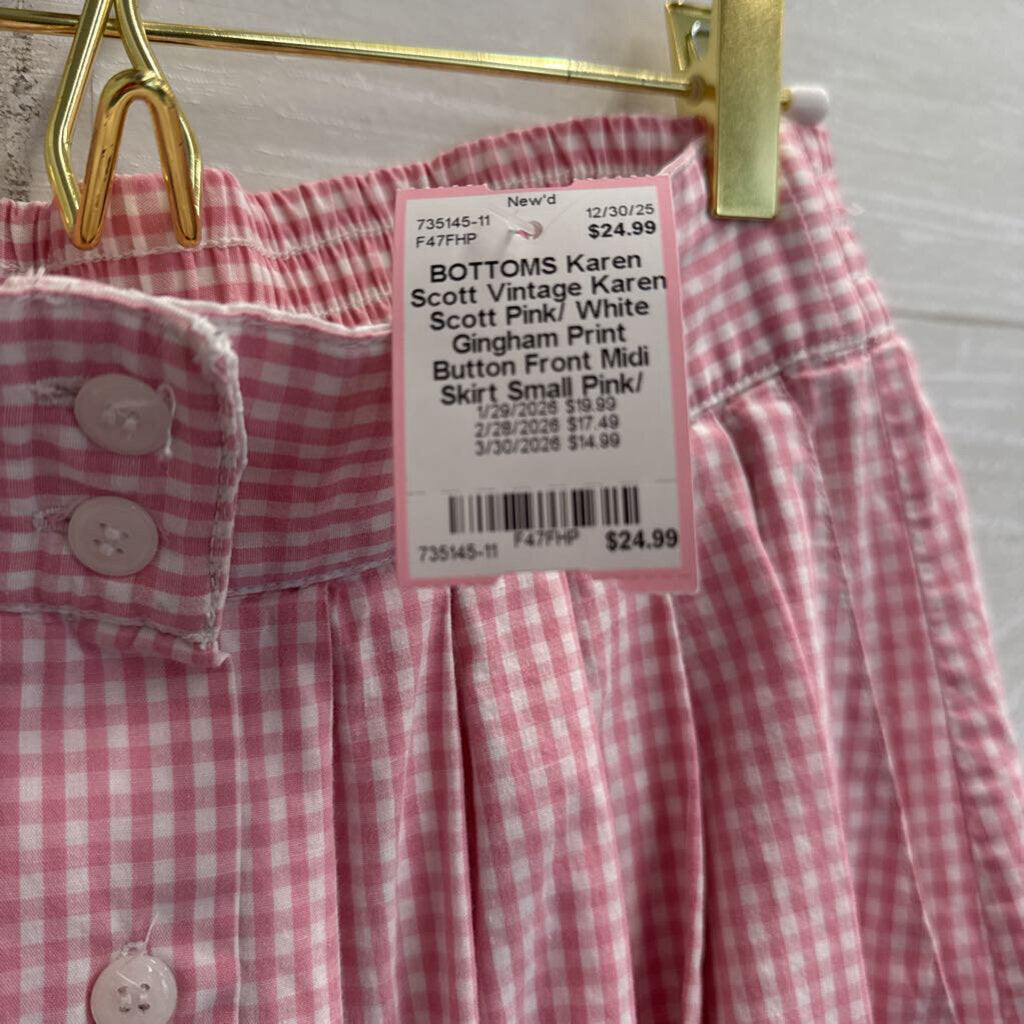 New'd
735145-11 12/30/25
F47FHP $24.99
BOTTOMS Karen
Scott Vintage Karen
Scott Pink/ White
Gingham Print
Button Front Midi
Skirt Small Pink/
1/29/2026 $19.99
2/28/2026 $17.49
3/30/2026 $14.99
735145-11 F47FHP $24.99